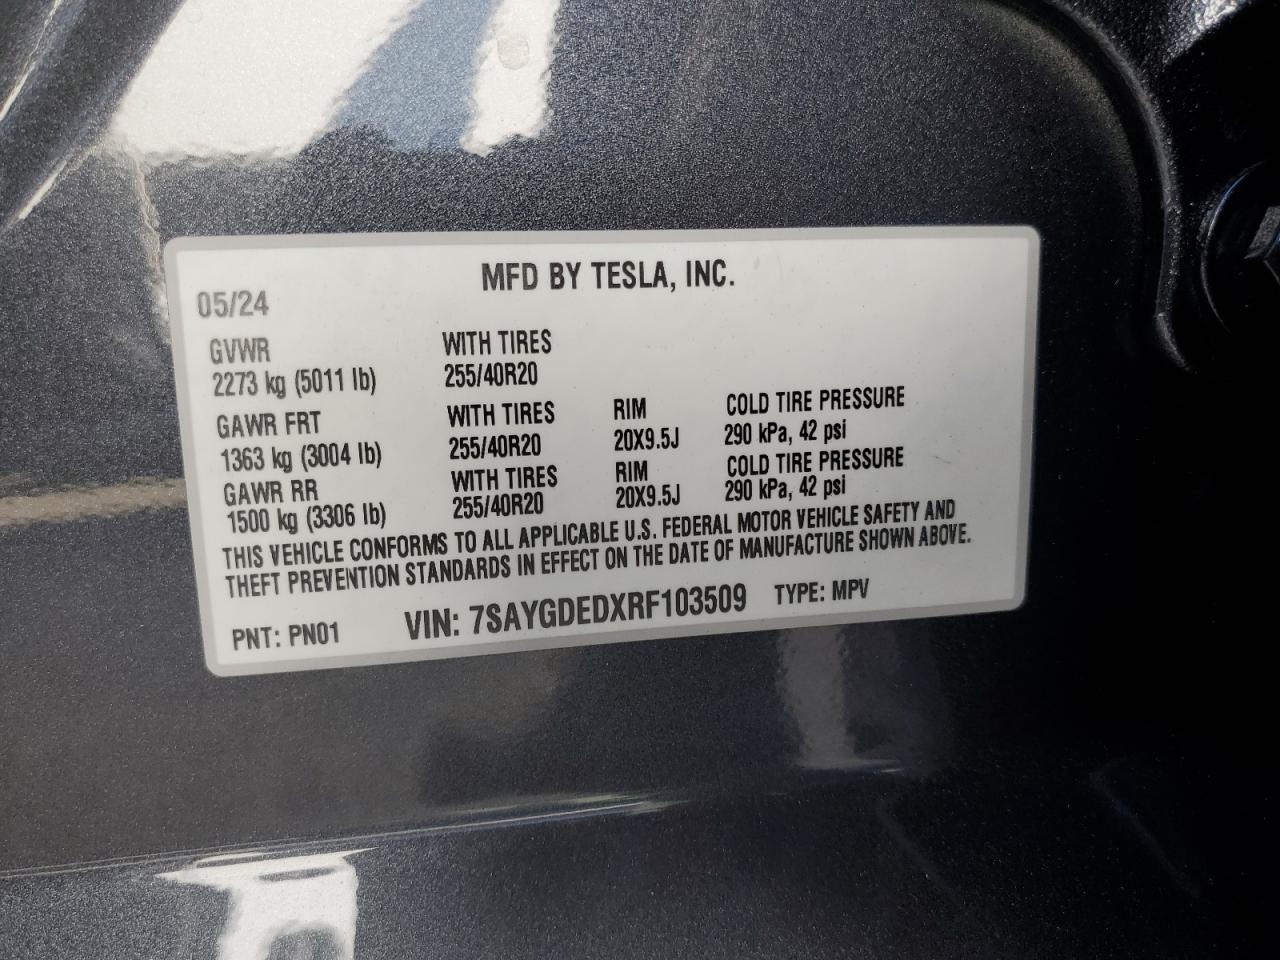 MFD BY TESLA, INC.
05/24
GVWR WITH TIRES
2273 kg (5011 lb) 255/40R20
GAWR FRT WITH TIRES RIM COLD TIRE PRESSURE
1363 kg (3004 lb) 255/40R20 20X9.5J 290 kPa, 42 psi
GAWR RR WITH TIRES RIM COLD TIRE PRESSURE
1500 kg (3306 lb) 255/40R20 20X9.5J 290 kPa, 42 psi
THIS VEHICLE CONFORMS TO ALL APPLICABLE U.S. FEDERAL MOTOR VEHICLE SAFETY AND
THEFT PREVENTION STANDARDS IN EFFECT ON THE DATE OF MANUFACTURE SHOWN ABOVE.
PNT: PN01 VIN: 7SAYGDEDXRF103509 TYPE: MPV